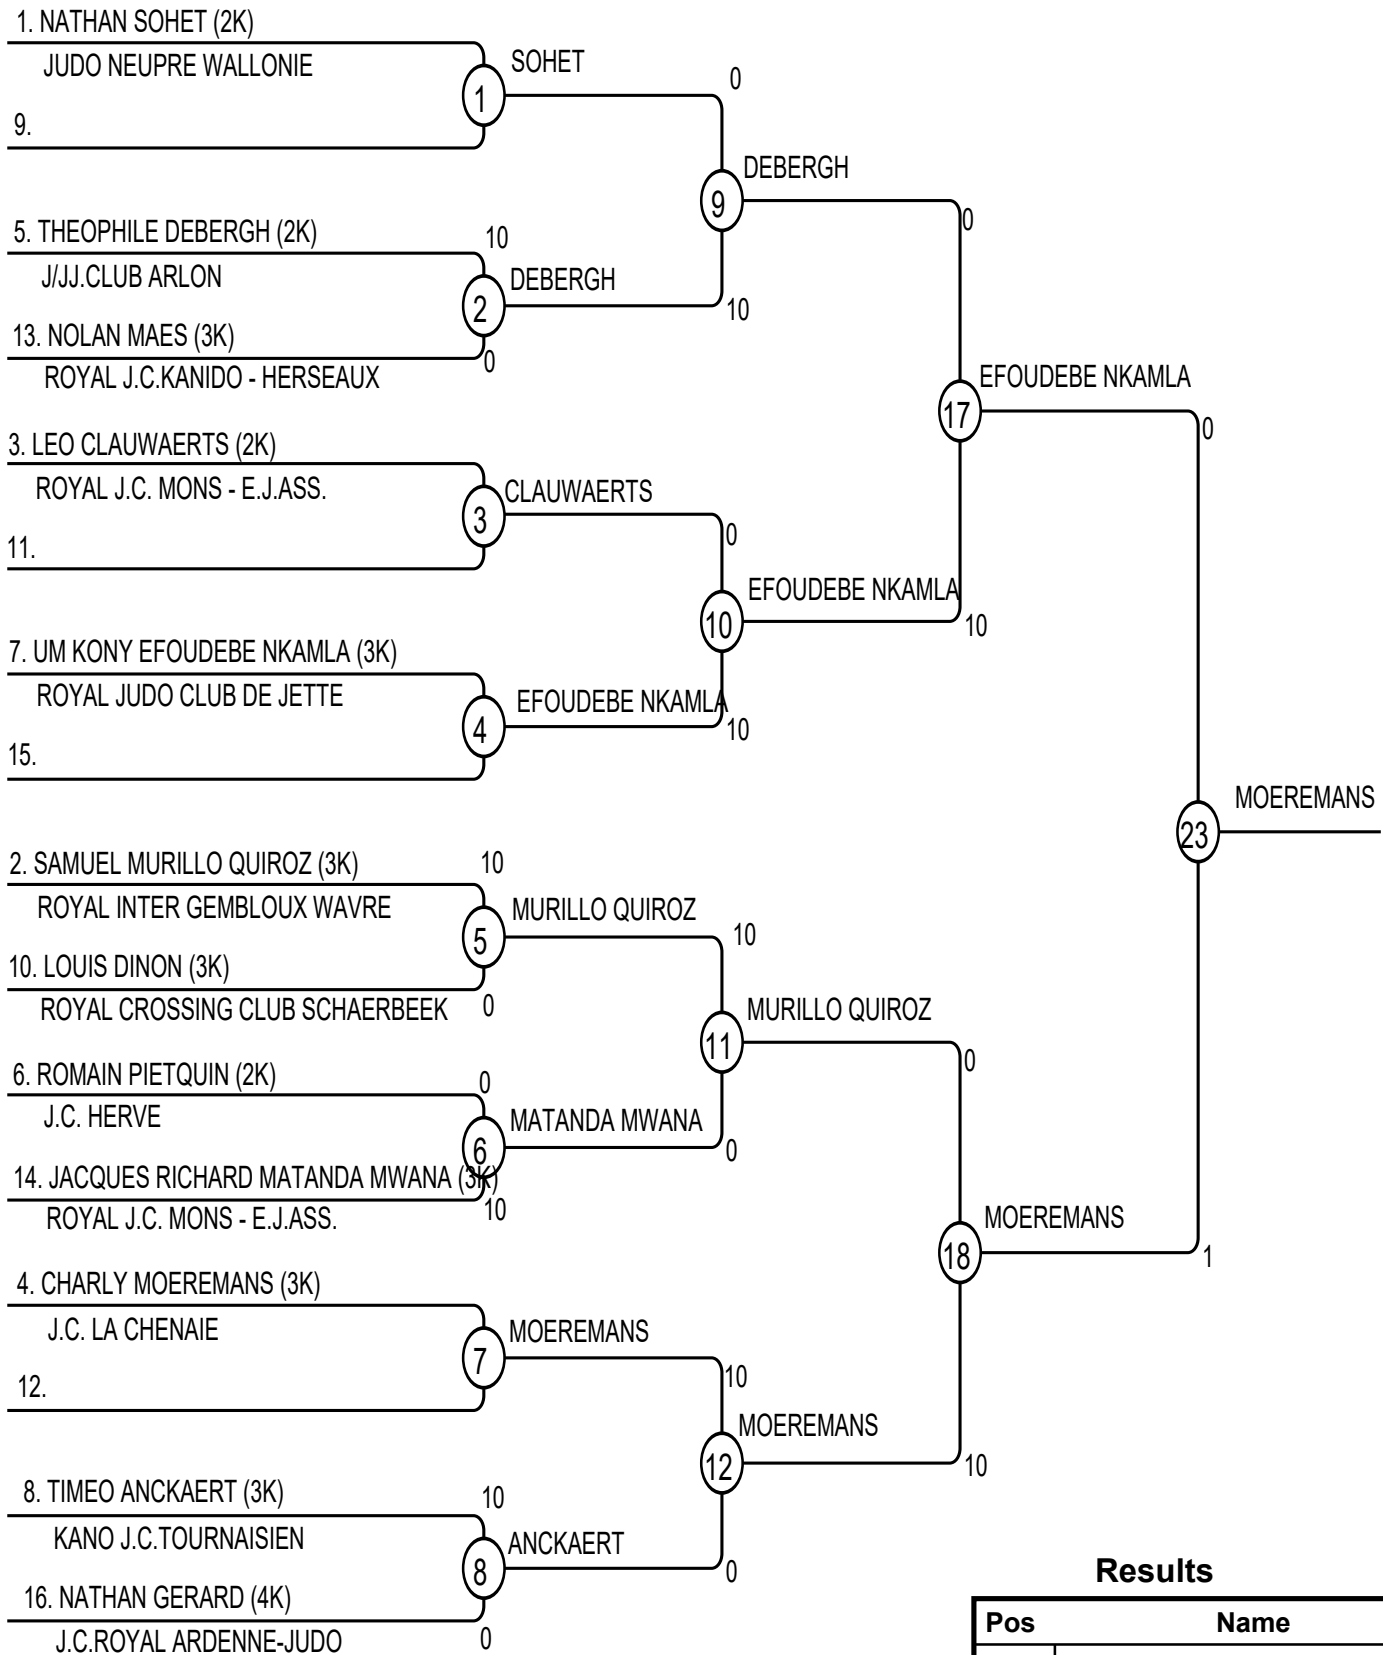 1. NATHAN SOHET (2K)
JUDO NEUPRE WALLONIE
9.
1
SOHET
0
5. THEOPHILE DEBERGH (2K)
10
J/JJ.CLUB ARLON
2
DEBERGH
10
13. NOLAN MAES (3K)
0
ROYAL J.C.KANIDO - HERSEAUX
9
DEBERGH
0
3. LEO CLAUWAERTS (2K)
ROYAL J.C. MONS - E.J.ASS.
11.
3
CLAUWAERTS
0
7. UM KONY EFOUDEBE NKAMLA (3K)
ROYAL JUDO CLUB DE JETTE
15.
4
EFOUDEBE NKAMLA
10
10
EFOUDEBE NKAMLA
10
17
EFOUDEBE NKAMLA
0
2. SAMUEL MURILLO QUIROZ (3K)
10
ROYAL INTER GEMBLOUX WAVRE
5
MURILLO QUIROZ
10
10. LOUIS DINON (3K)
0
ROYAL CROSSING CLUB SCHAERBEEK
11
MURILLO QUIROZ
0
6. ROMAIN PIETQUIN (2K)
0
J.C. HERVE
6
MATANDA MWANA
0
14. JACQUES RICHARD MATANDA MWANA (3K)
10
ROYAL J.C. MONS - E.J.ASS.
4. CHARLY MOEREMANS (3K)
J.C. LA CHENAIE
12.
7
MOEREMANS
10
12
MOEREMANS
10
18
MOEREMANS
1
23
MOEREMANS
8. TIMEO ANCKAERT (3K)
10
KANO J.C.TOURNAISIEN
8
ANCKAERT
0
16. NATHAN GERARD (4K)
0
J.C.ROYAL ARDENNE-JUDO
Results
Pos Name